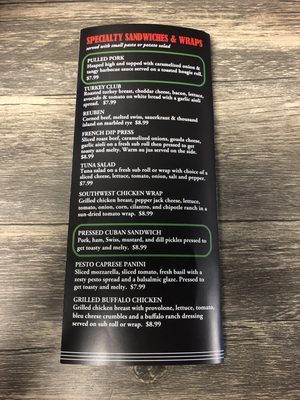 SPECIALTY SANDWICHES & WRAPS
served with small pasta or potato salad
PULLED PORK
Heaped high and topped with caramelized onion &
tangy barbecue sauce served on a toasted hoagie roll.
$7.99
TURKEY CLUB
Roasted turkey breast, cheddar cheese, bacon, lettuce,
avocado & tomato on white bread with a garlic aioli
spread. $7.99
REUBEN
Corned beef, melted swiss, sauerkraut & thousand
island on marbled rye $8.99
FRENCH DIP PRESS
Sliced roast beef, caramelized onions, gouda cheese,
garlic aioli on a fresh sub roll then pressed to get
toasty and melty. Warm au jus served on the side.
$8.99
TUNA SALAD
Tuna salad on a fresh sub roll or wrap with choice of a
sliced cheese, lettuce, tomato, onion, salt and pepper.
$7.99
SOUTHWEST CHICKEN WRAP
Grilled chicken breast, pepper jack cheese, lettuce,
tomato, onion, corn, cilantro, and chipotle ranch in a
sun-dried tomato wrap. $8.99
PRESSED CUBAN SANDWICH
Pork, ham, Swiss, mustard, and dill pickles pressed to
get toasty and melty. $8.99
PESTO CAPRESE PANINI
Sliced mozzarella, sliced tomato, fresh basil with a
zesty pesto spread and a balsalmic glaze. Pressed to
get toasty and melty. $7.99
GRILLED BUFFALO CHICKEN
Grilled chicken breast with provolone, lettuce, tomato,
bleu cheese crumbles and a buffalo ranch dressing
served on sub roll or wrap. $8.99